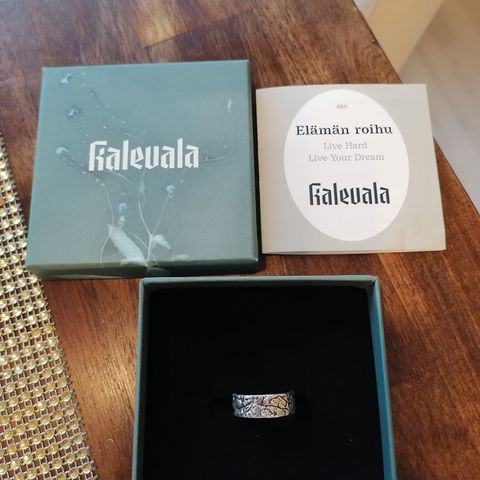 Kalevala
Elämän roihu
Live Hard
Live Your Dream
Kalevala